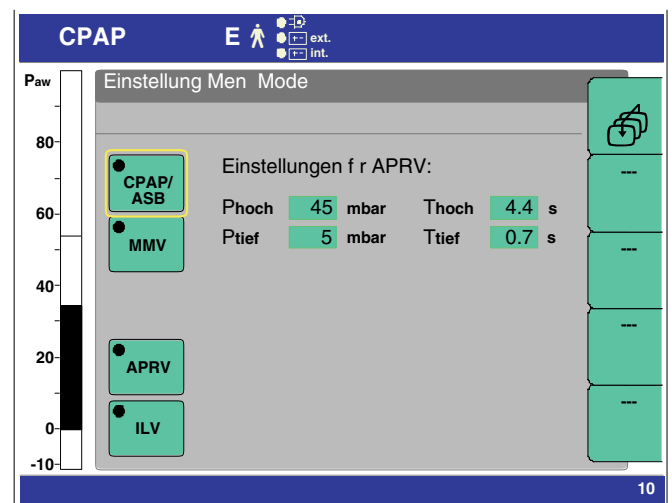 CPAP E ext.
int.
Paw
Einstellung Men Mode
80
60
40
20
0
-10
CPAP/
ASB
MMV
APRV
ILV
Einstellungen f r APRV:
Phoch 45 mbar Thoch 4.4 s
Ptief 5 mbar Ttief 0.7 s
---
---
---
---
10